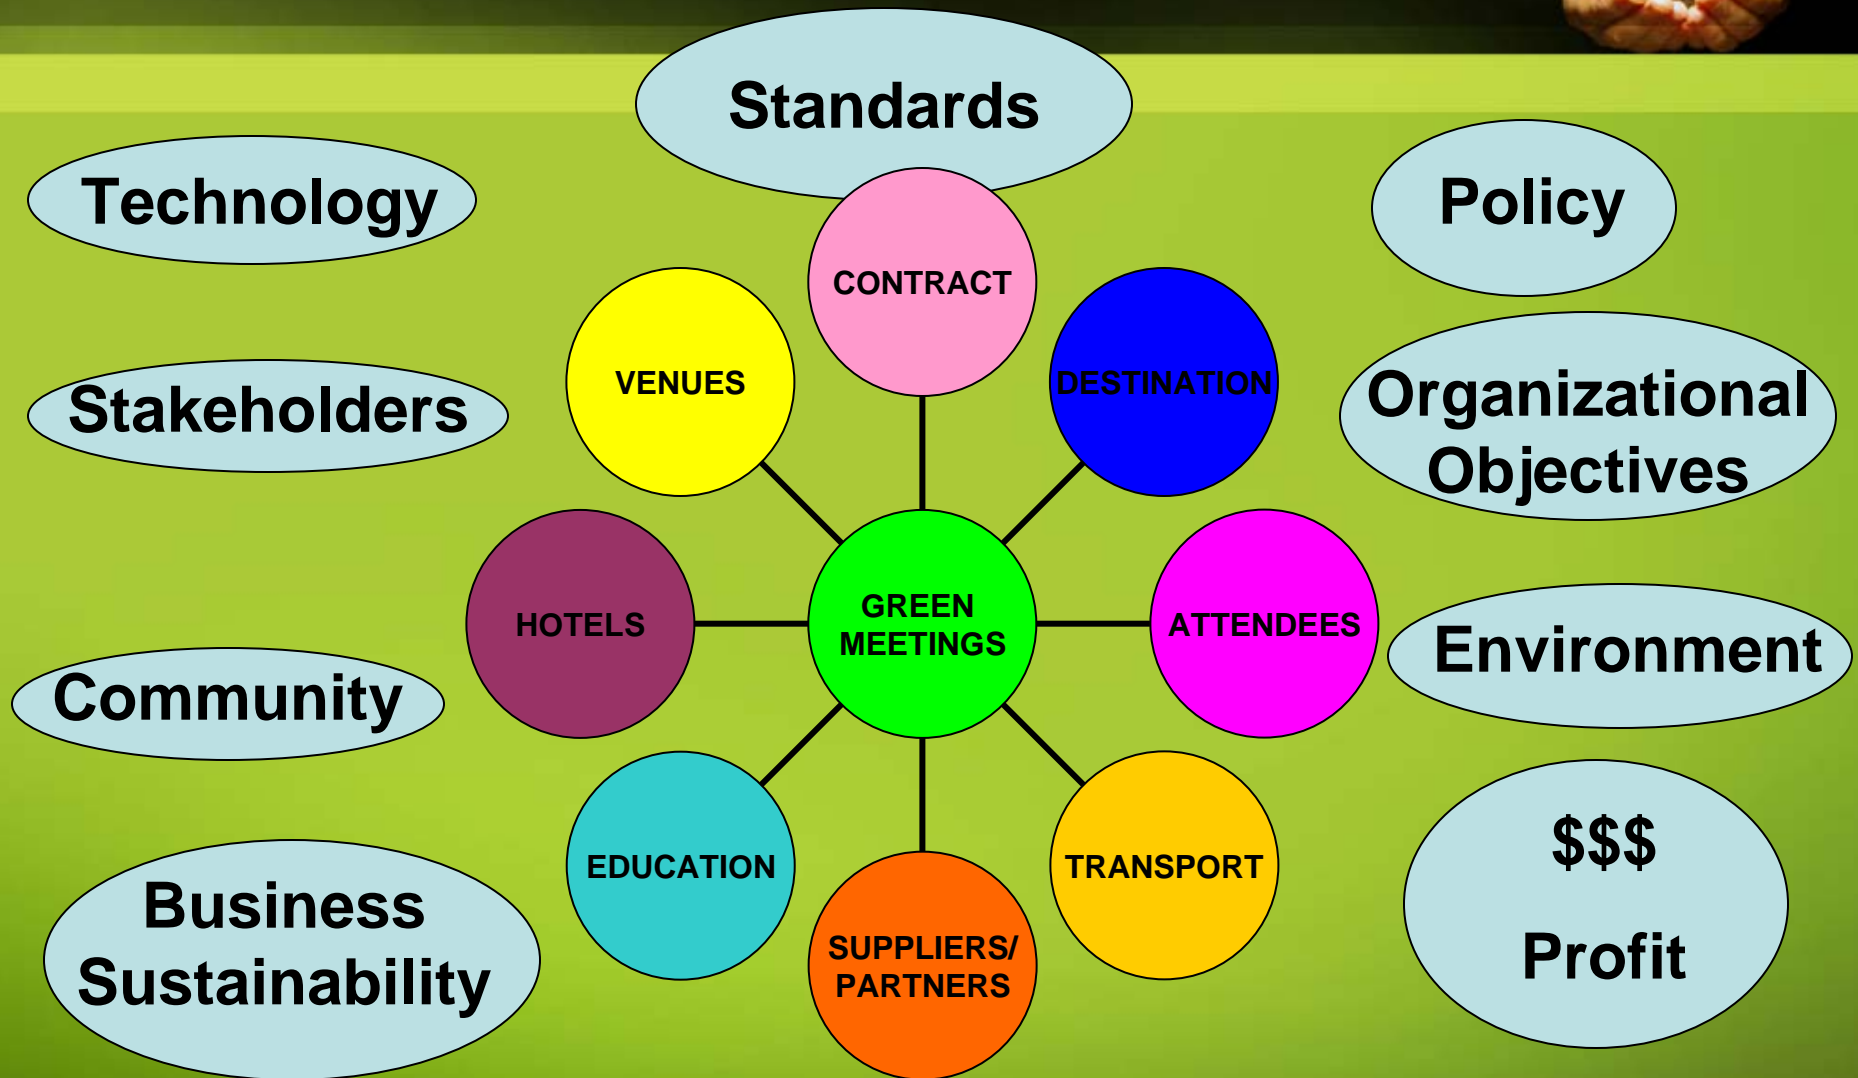 Standards
Technology
Policy
CONTRACT
VENUES
DESTINATION
Stakeholders
Organizational
Objectives
HOTELS
GREEN
MEETINGS
ATTENDEES
Environment
Community
EDUCATION
TRANSPORT
SUPPLIERS/
PARTNERS
Business
Sustainability
$$$
Profit